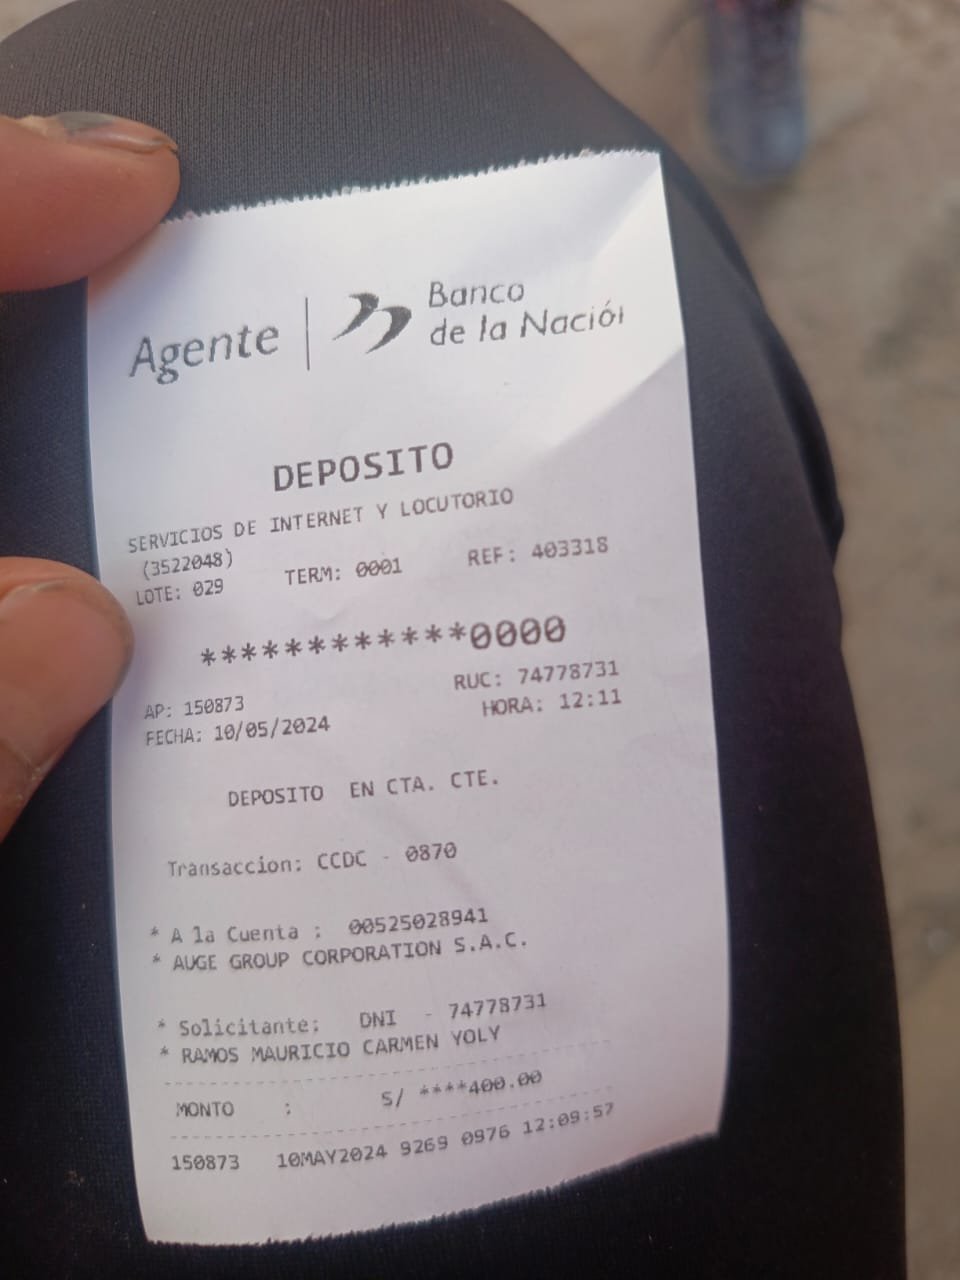 Agente
Banco
de la Nación
DEPOSITO
SERVICIOS DE INTERNET Y LOCUTORIO
(3522048)
LOTE: 029 TERM: 0001 REF: 403318
************0000
AP: 150873 RUC: 74778731
FECHA: 10/05/2024 HORA: 12:11
DEPOSITO EN CTA. CTE.
Transaccion: CCDC - 0870
* A la Cuenta : 00525028941
* AUGE GROUP CORPORATION S.A.C.
* Solicitante: DNI - 74778731
* RAMOS MAURICIO CARMEN YOLY
MONTO : S/ ****400.00
150873 10MAY2024 9269 0976 12:09:57